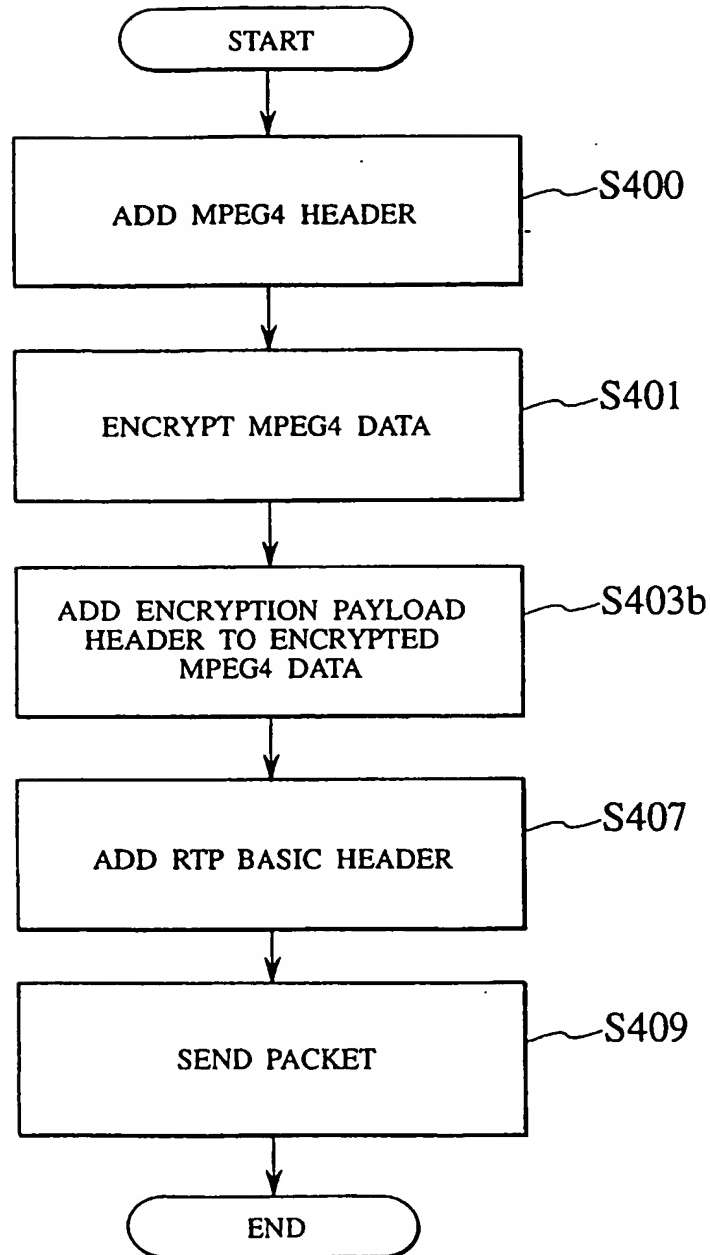 START
ADD MPEG4 HEADER
S400
ENCRYPT MPEG4 DATA
S401
ADD ENCRYPTION PAYLOAD
HEADER TO ENCRYPTED
MPEG4 DATA
S403b
ADD RTP BASIC HEADER
S407
SEND PACKET
S409
END